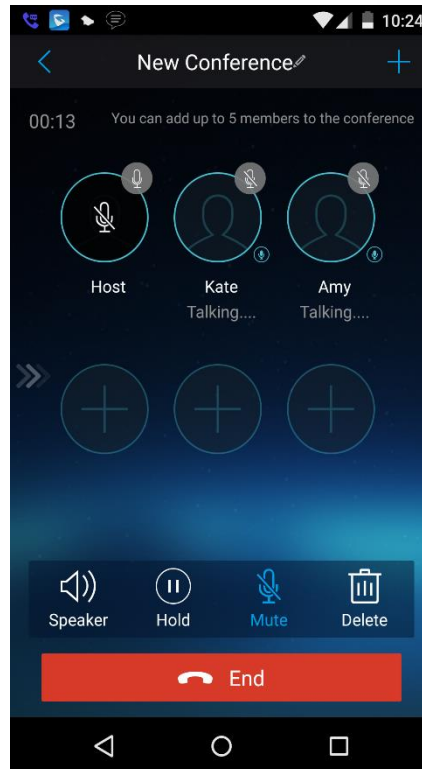 10:24
New Conference
00:13 You can add up to 5 members to the conference
Host Kate Amy
Talking.... Talking....
Speaker Hold Mute Delete
End